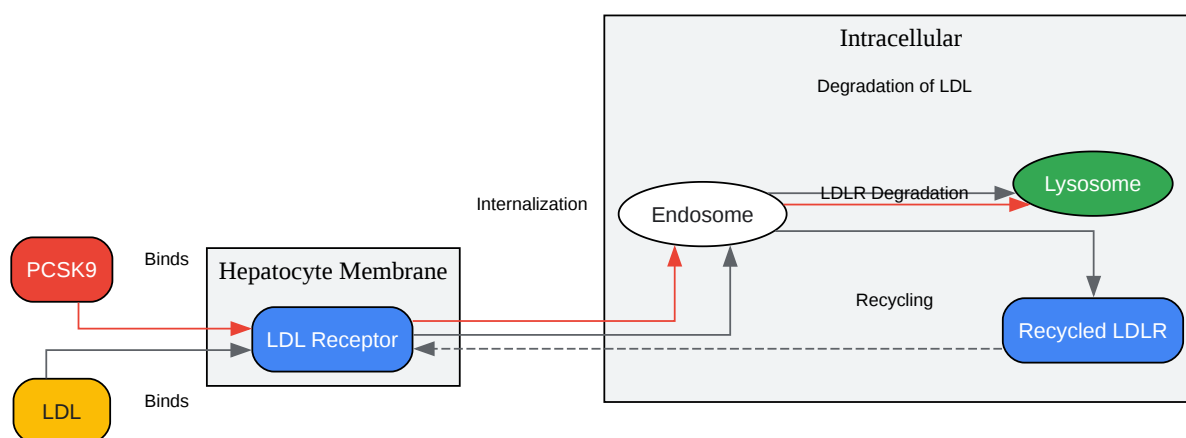 Intracellular
Degradation of LDL
Lysosome
LDLR Degradation
Endosome
Internalization
PCSK9
Binds
Hepatocyte Membrane
LDL Receptor
Recycling
Recycled LDLR
LDL
Binds